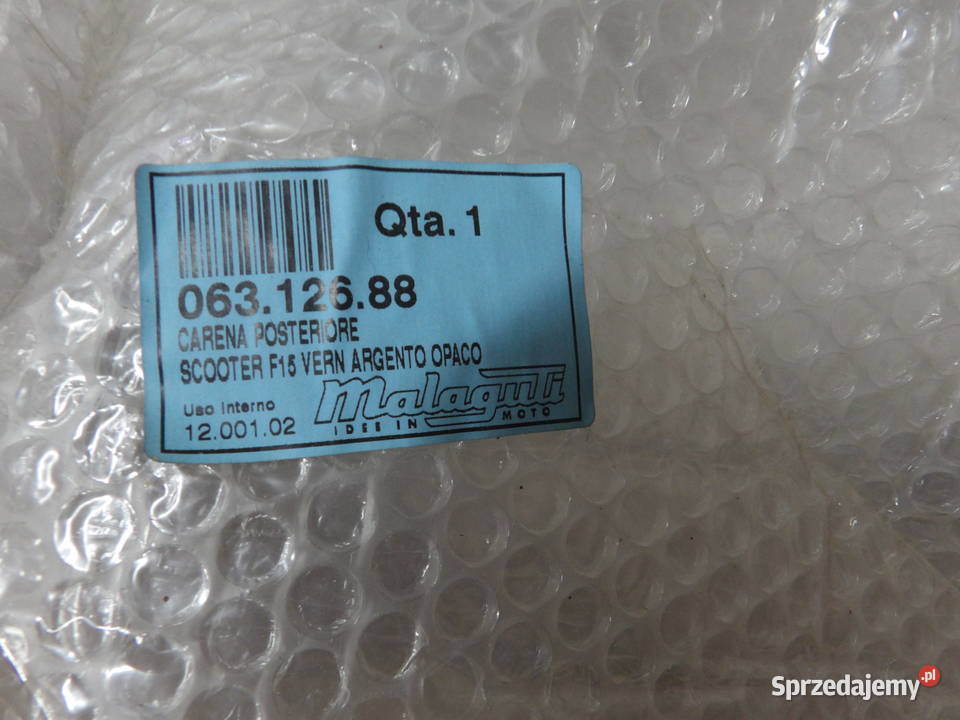 Qta. 1
063.126.88
CARENA POSTERIORE
SCOOTER F15 VERN ARGENTO OPACO
Uso Interno
12.001.02
Malaguti
IDEE IN MOTO
Sprzedajemy.pl